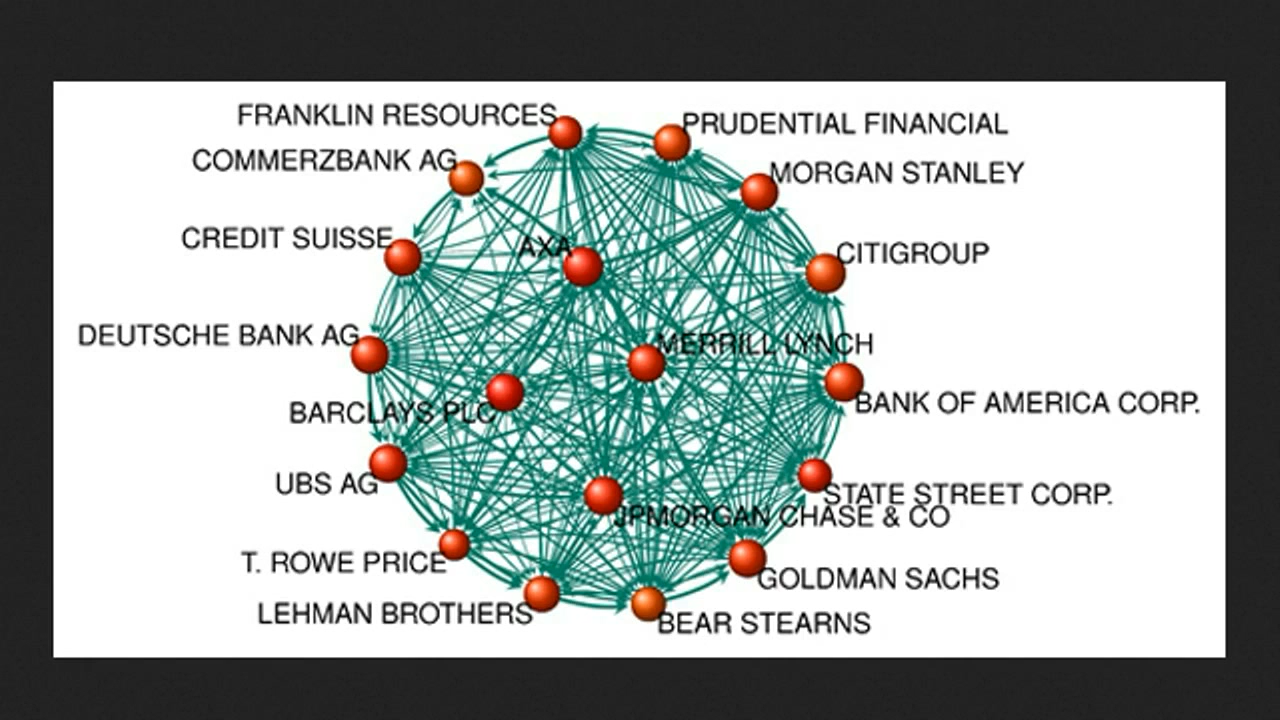 FRANKLIN RESOURCES
PRUDENTIAL FINANCIAL
COMMERZBANK AG
MORGAN STANLEY
CREDIT SUISSE
AXA
CITIGROUP
DEUTSCHE BANK AG
MERRILL LYNCH
BARCLAYS PLC
BANK OF AMERICA CORP.
UBS AG
STATE STREET CORP.
JPMORGAN CHASE & CO
T. ROWE PRICE
GOLDMAN SACHS
LEHMAN BROTHERS
BEAR STEARNS